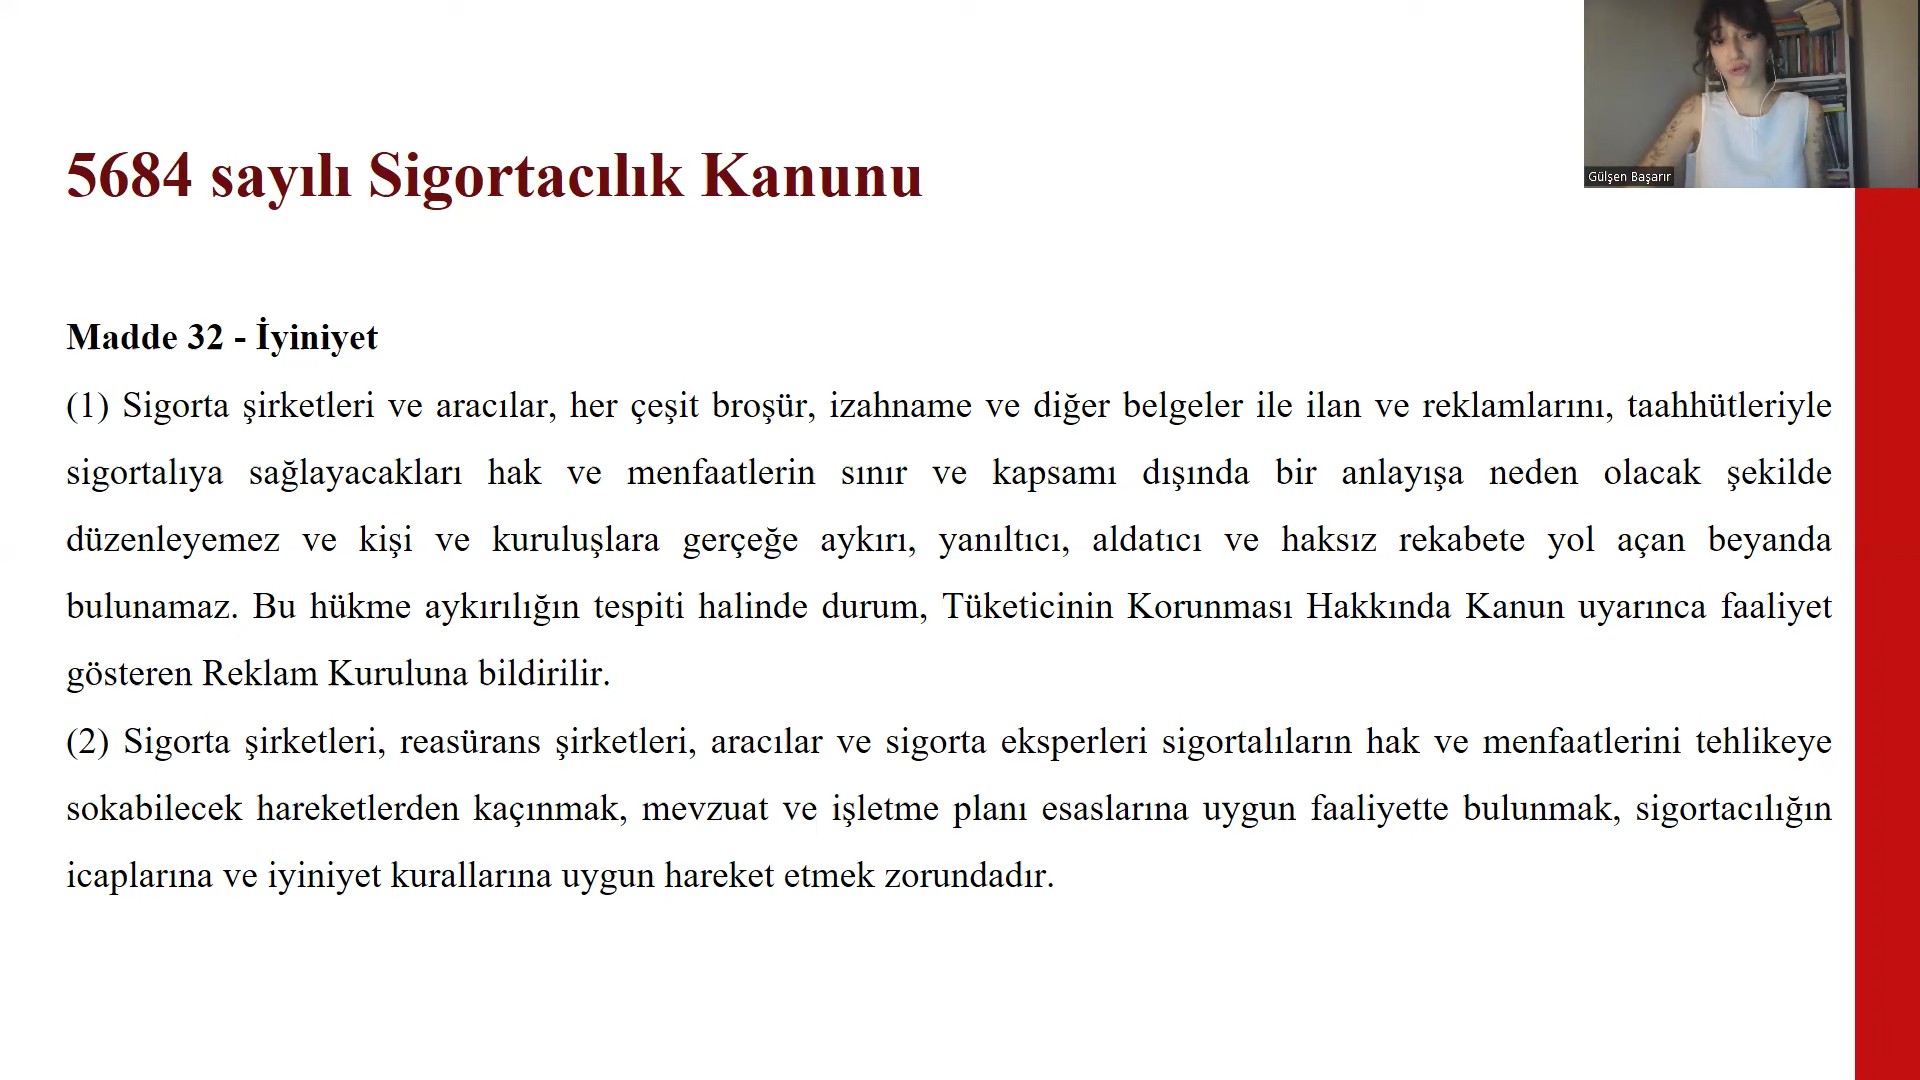 Gülşen Başarır
5684 sayılı Sigortacılık Kanunu
Madde 32 - İyiniyet
(1) Sigorta şirketleri ve aracılar, her çeşit broşür, izahname ve diğer belgeler ile ilan ve reklamlarını, taahhütleriyle
sigortalıya sağlayacakları hak ve menfaatlerin sınır ve kapsamı dışında bir anlayışa neden olacak şekilde
düzenleyemez ve kişi ve kuruluşlara gerçeğe aykırı, yanıltıcı, aldatıcı ve haksız rekabete yol açan beyanda
bulunamaz. Bu hükme aykırılığın tespiti halinde durum, Tüketicinin Korunması Hakkında Kanun uyarınca faaliyet
gösteren Reklam Kuruluna bildirilir.
(2) Sigorta şirketleri, reasürans şirketleri, aracılar ve sigorta eksperleri sigortalıların hak ve menfaatlerini tehlikeye
sokabilecek hareketlerden kaçınmak, mevzuat ve işletme planı esaslarına uygun faaliyette bulunmak, sigortacılığın
icaplarına ve iyiniyet kurallarına uygun hareket etmek zorundadır.